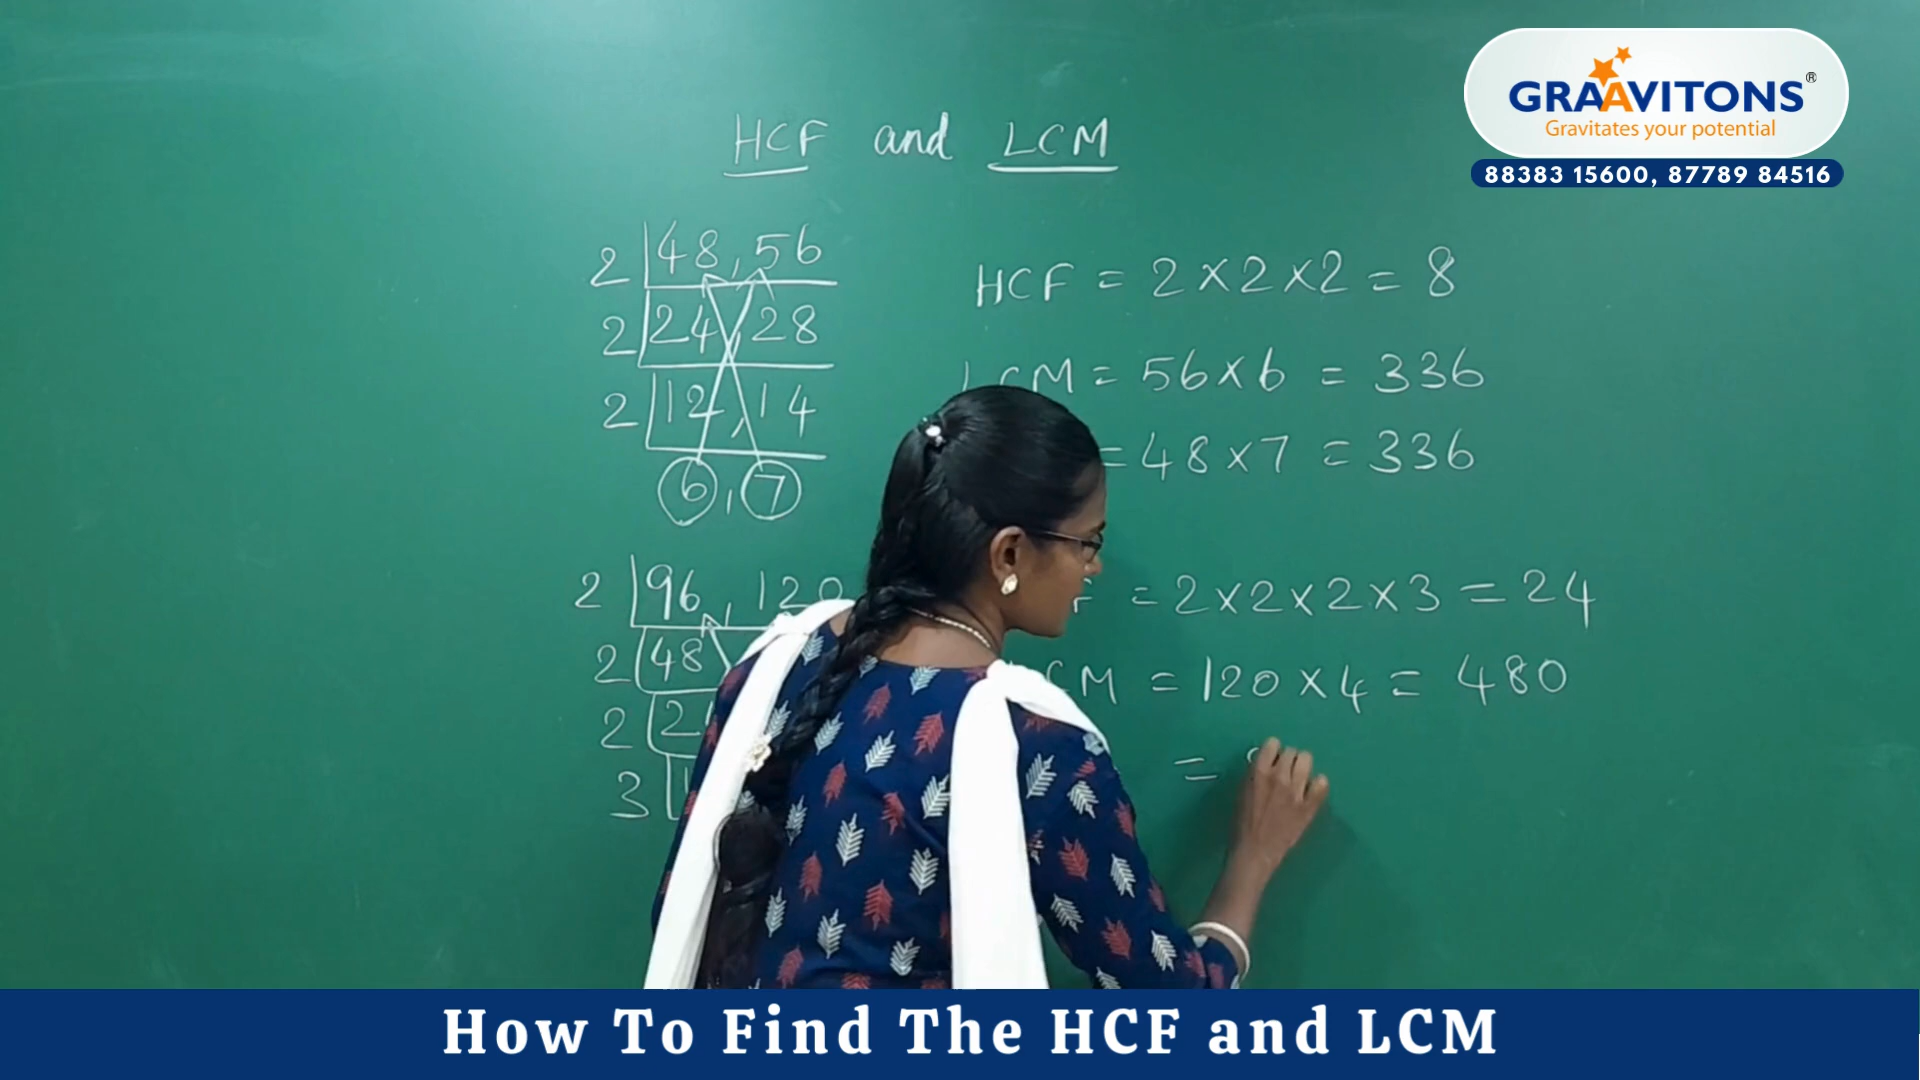 GRAAVITONS®
Gravitates your potential
88383 15600, 87789 84516
HCF and LCM
2 | 48, 56
2 | 24, 28
2 | 12, 14
6, 7
HCF = 2 × 2 × 2 = 8
LCM = 56 × 6 = 336
= 48 × 7 = 336
2 | 96, 120
2 | 48
2
3
= 2 × 2 × 2 × 3 = 24
CM = 120 × 4 = 480
=
How To Find The HCF and LCM